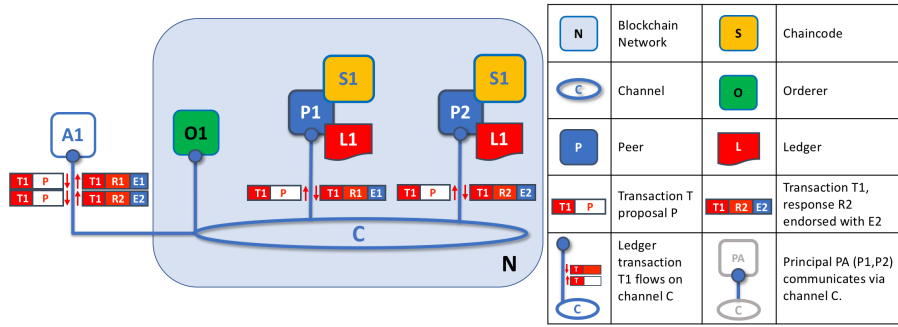 S1
S1
P1
P2
A1
O1
L1
L1
T1 P T1 R1 E1
T1 P T1 R2 E2
T1 P T1 R1 E1
T1 P T1 R2 E2
C
N
N
Blockchain
Network
S
Chaincode
C
Channel
O
Orderer
P
Peer
L
Ledger
T1 P
Transaction T
proposal P
T1 R2 E2
Transaction T1,
response R2
endorsed with E2
T
T
C
Ledger
transaction
T1 flows on
channel C
PA
C
Principal PA (P1,P2)
communicates via
channel C.